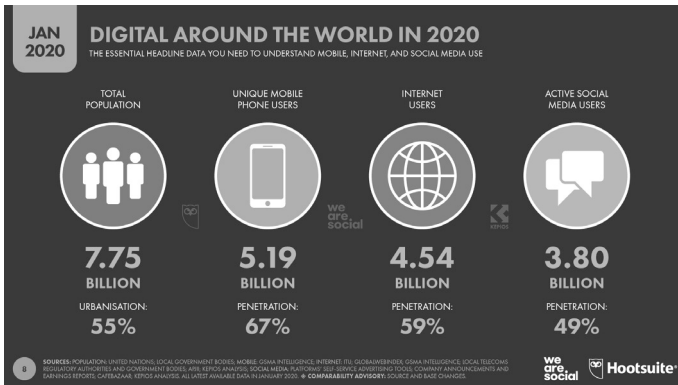 JAN
2020
DIGITAL AROUND THE WORLD IN 2020
THE ESSENTIAL HEADLINE DATA YOU NEED TO UNDERSTAND MOBILE, INTERNET, AND SOCIAL MEDIA USE
TOTAL
POPULATION
UNIQUE MOBILE
PHONE USERS
INTERNET
USERS
ACTIVE SOCIAL
MEDIA USERS
we
are
social
KEPIOS
7.75
BILLION
URBANISATION:
55%
5.19
BILLION
PENETRATION:
67%
4.54
BILLION
PENETRATION:
59%
3.80
BILLION
PENETRATION:
49%
8
SOURCES: POPULATION: UNITED NATIONS; LOCAL GOVERNMENT BODIES; MOBILE: GSMA INTELLIGENCE; INTERNET: ITU; GLOBALWEBINDEX; GSMA INTELLIGENCE; LOCAL TELECOMS
REGULATORY AUTHORITIES AND GOVERNMENT BODIES; APJII; KEPIOS ANALYSIS; SOCIAL MEDIA: PLATFORMS' SELF-SERVICE ADVERTISING TOOLS; COMPANY ANNOUNCEMENTS AND
EARNINGS REPORTS; CAFEBAZAAR; KEPIOS ANALYSIS. ALL LATEST AVAILABLE DATA IN JANUARY 2020. COMPARABILITY ADVISORY: SOURCE AND BASE CHANGES.
we
are
social
Hootsuite®